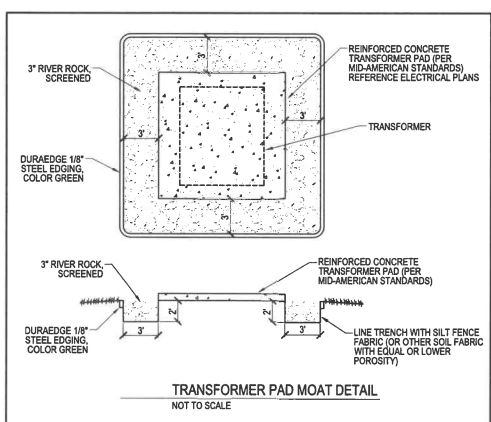 3" RIVER ROCK,
SCREENED
3'
REINFORCED CONCRETE
TRANSFORMER PAD (PER
MID-AMERICAN STANDARDS)
REFERENCE ELECTRICAL PLANS
TRANSFORMER
3'
3'
DURAEDGE 1/8"
STEEL EDGING,
COLOR GREEN
3'
3" RIVER ROCK,
SCREENED
REINFORCED CONCRETE
TRANSFORMER PAD (PER
MID-AMERICAN STANDARDS)
2'
2'
DURAEDGE 1/8"
STEEL EDGING,
COLOR GREEN
3'
3'
LINE TRENCH WITH SILT FENCE
FABRIC (OR OTHER SOIL FABRIC
WITH EQUAL OR LOWER
POROSITY)
TRANSFORMER PAD MOAT DETAIL
NOT TO SCALE